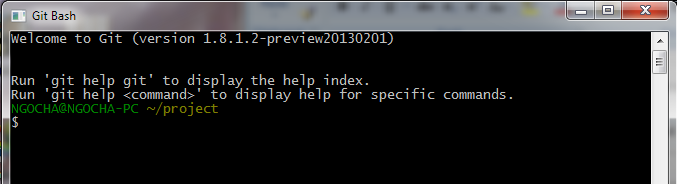 Git Bash
Welcome to Git (version 1.8.1.2-preview20130201)
Run 'git help git' to display the help index.
Run 'git help <command>' to display help for specific commands.
NGOCHA@NGOCHA-PC ~/project
$